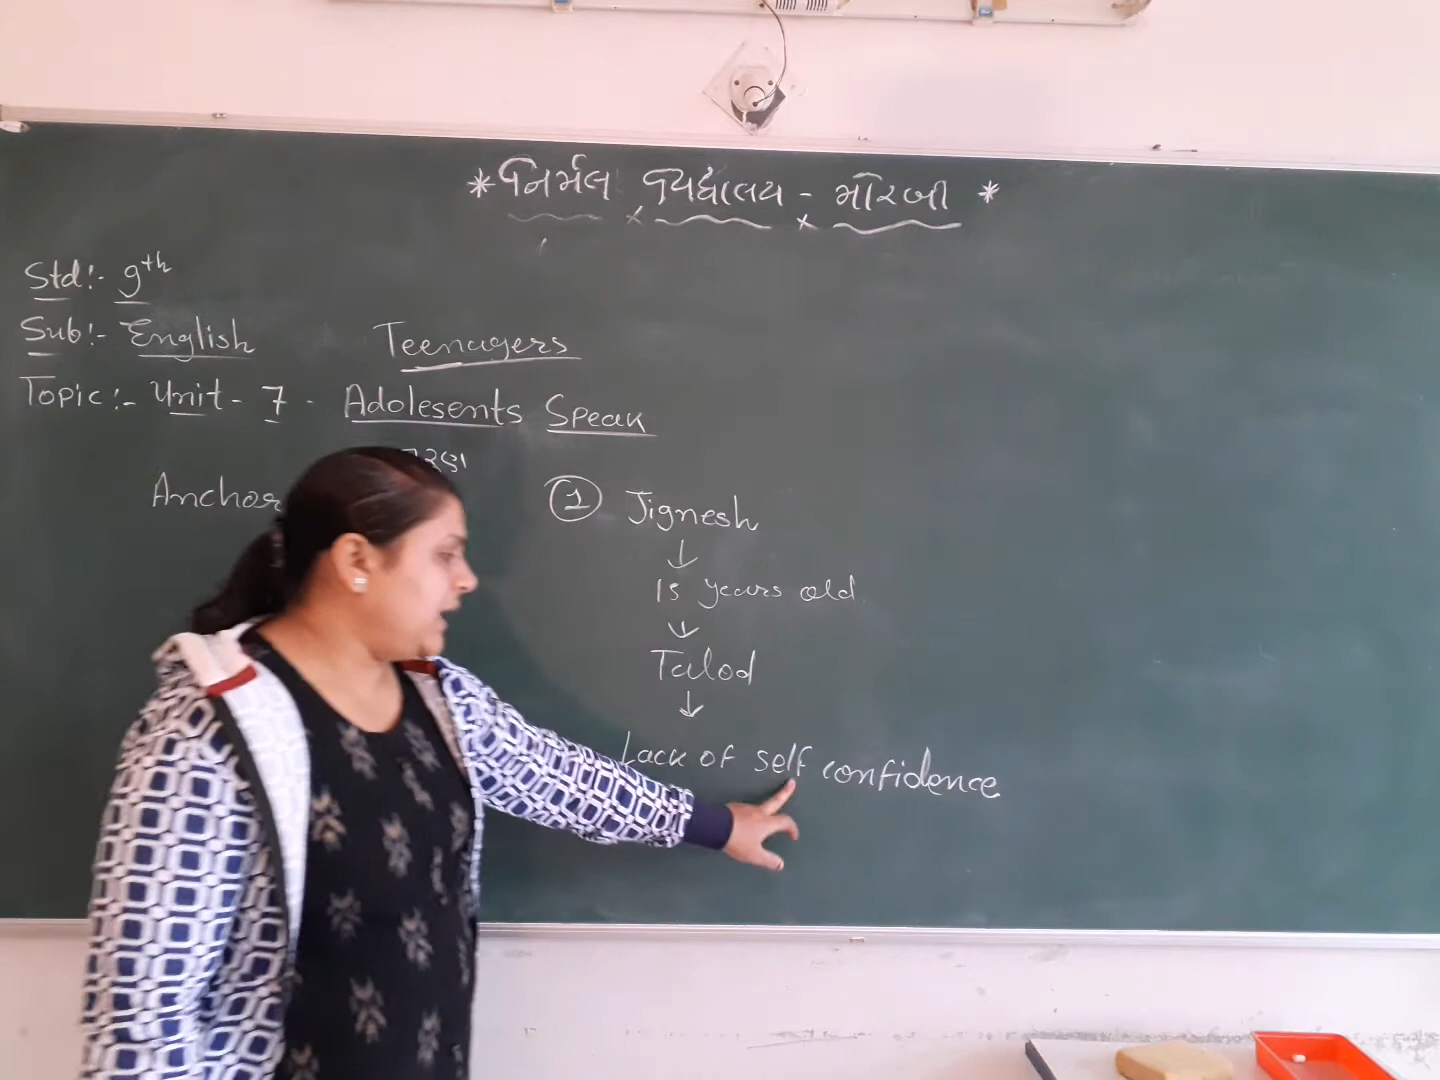 * નિર્મલ વિદ્યાલય - મોરબી *
Std:- 9th
Sub:- English
Teenagers
Topic:- Unit - 7 - Adolesents Speak
Anchor
1 Jignesh
↓
15 years old.
↓
Talod
↓
Lack of self confidence